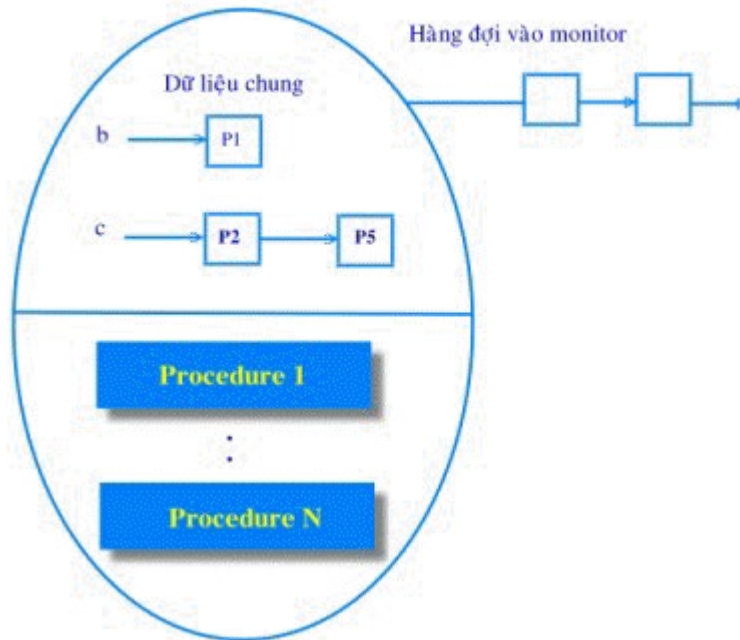 Hàng đợi vào monitor
Dữ liệu chung
b
P1
c
P2
P5
Procedure 1
:
Procedure N